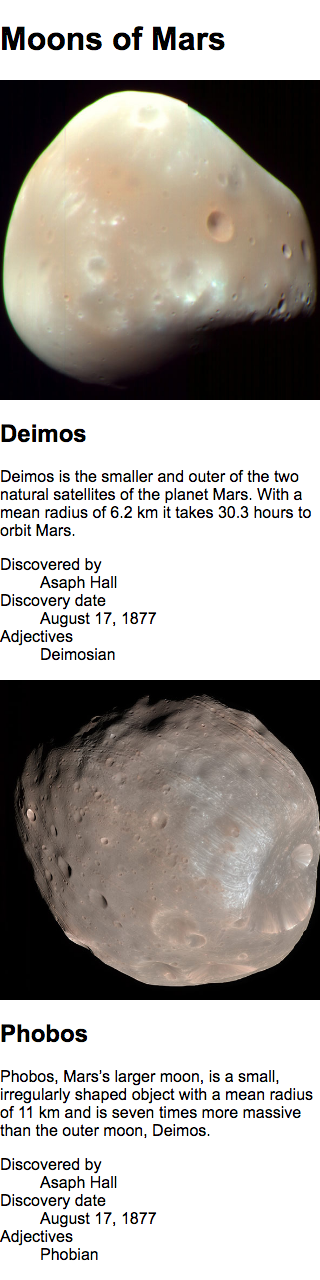 Moons of Mars
Deimos
Deimos is the smaller and outer of the two
natural satellites of the planet Mars. With a
mean radius of 6.2 km it takes 30.3 hours to
orbit Mars.
Discovered by
Asaph Hall
Discovery date
August 17, 1877
Adjectives
Deimosian
Phobos
Phobos, Mars’s larger moon, is a small,
irregularly shaped object with a mean radius
of 11 km and is seven times more massive
than the outer moon, Deimos.
Discovered by
Asaph Hall
Discovery date
August 17, 1877
Adjectives
Phobian